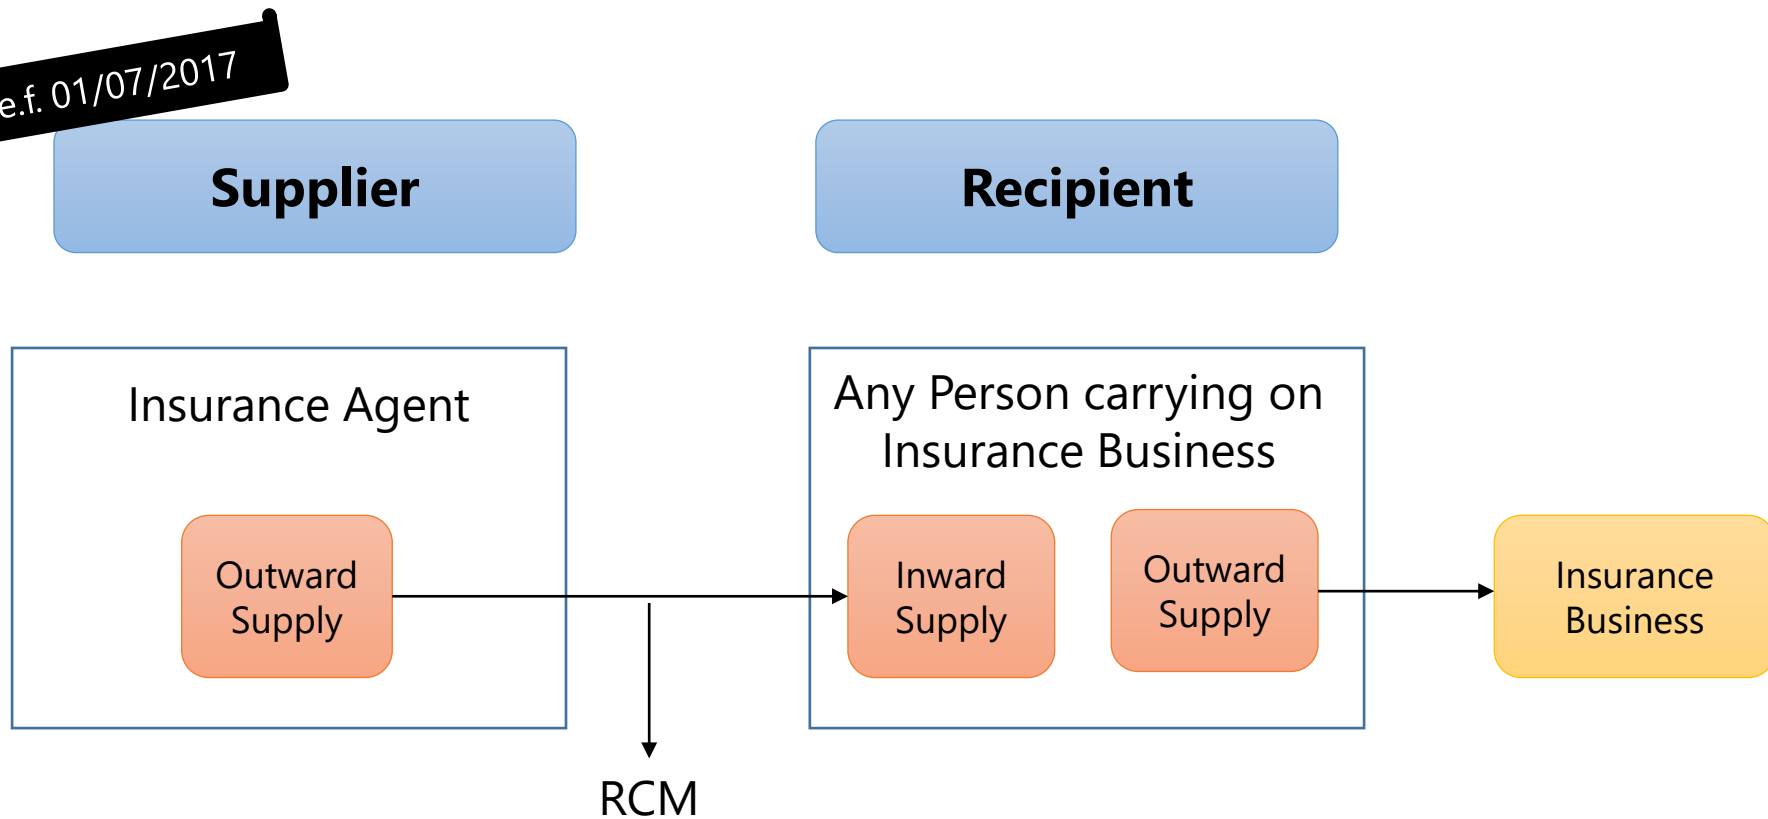 e.f. 01/07/2017
Supplier
Recipient
Insurance Agent
Any Person carrying on
Insurance Business
Outward
Supply
Inward
Supply
Outward
Supply
Insurance
Business
RCM